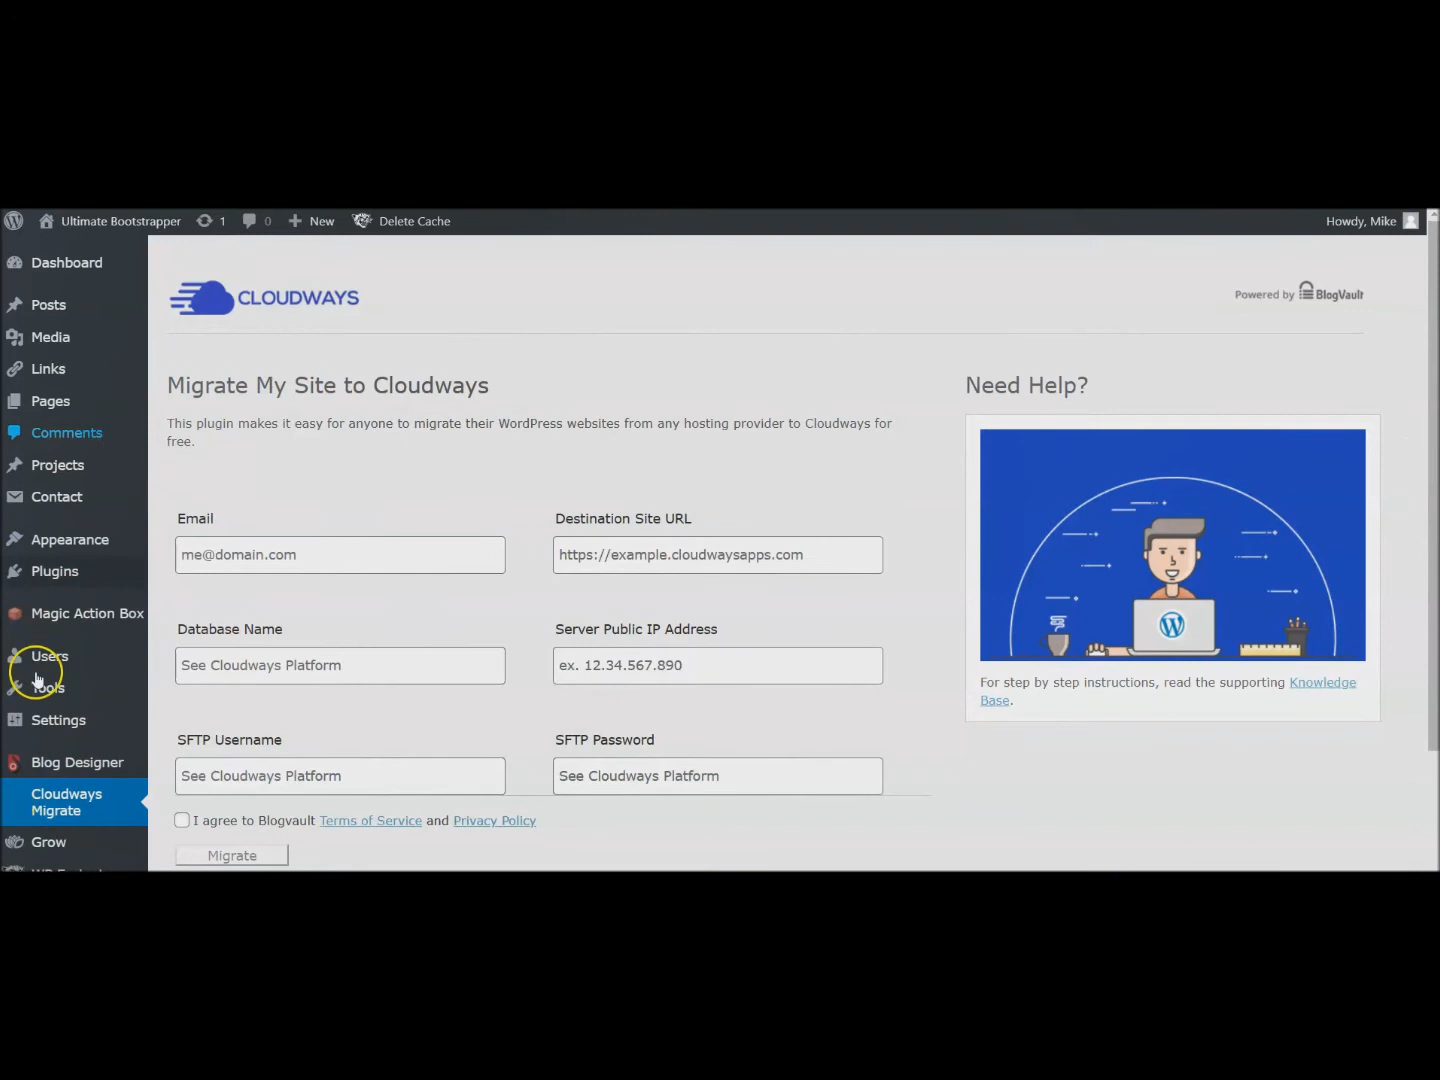 Ultimate Bootstrapper 1 0 New Delete Cache Howdy, Mike
Dashboard
Posts
Media
Links
Pages
Comments
Projects
Contact
Appearance
Plugins
Magic Action Box
Users
Tools
Settings
Blog Designer
Cloudways
Migrate
Grow
CLOUDWAYS
Powered by BlogVault
Migrate My Site to Cloudways
This plugin makes it easy for anyone to migrate their WordPress websites from any hosting provider to Cloudways for
free.
Email
me@domain.com
Destination Site URL
https://example.cloudwaysapps.com
Database Name
See Cloudways Platform
Server Public IP Address
ex. 12.34.567.890
SFTP Username
See Cloudways Platform
SFTP Password
See Cloudways Platform
I agree to Blogvault Terms of Service and Privacy Policy
Migrate
Need Help?
For step by step instructions, read the supporting Knowledge
Base.